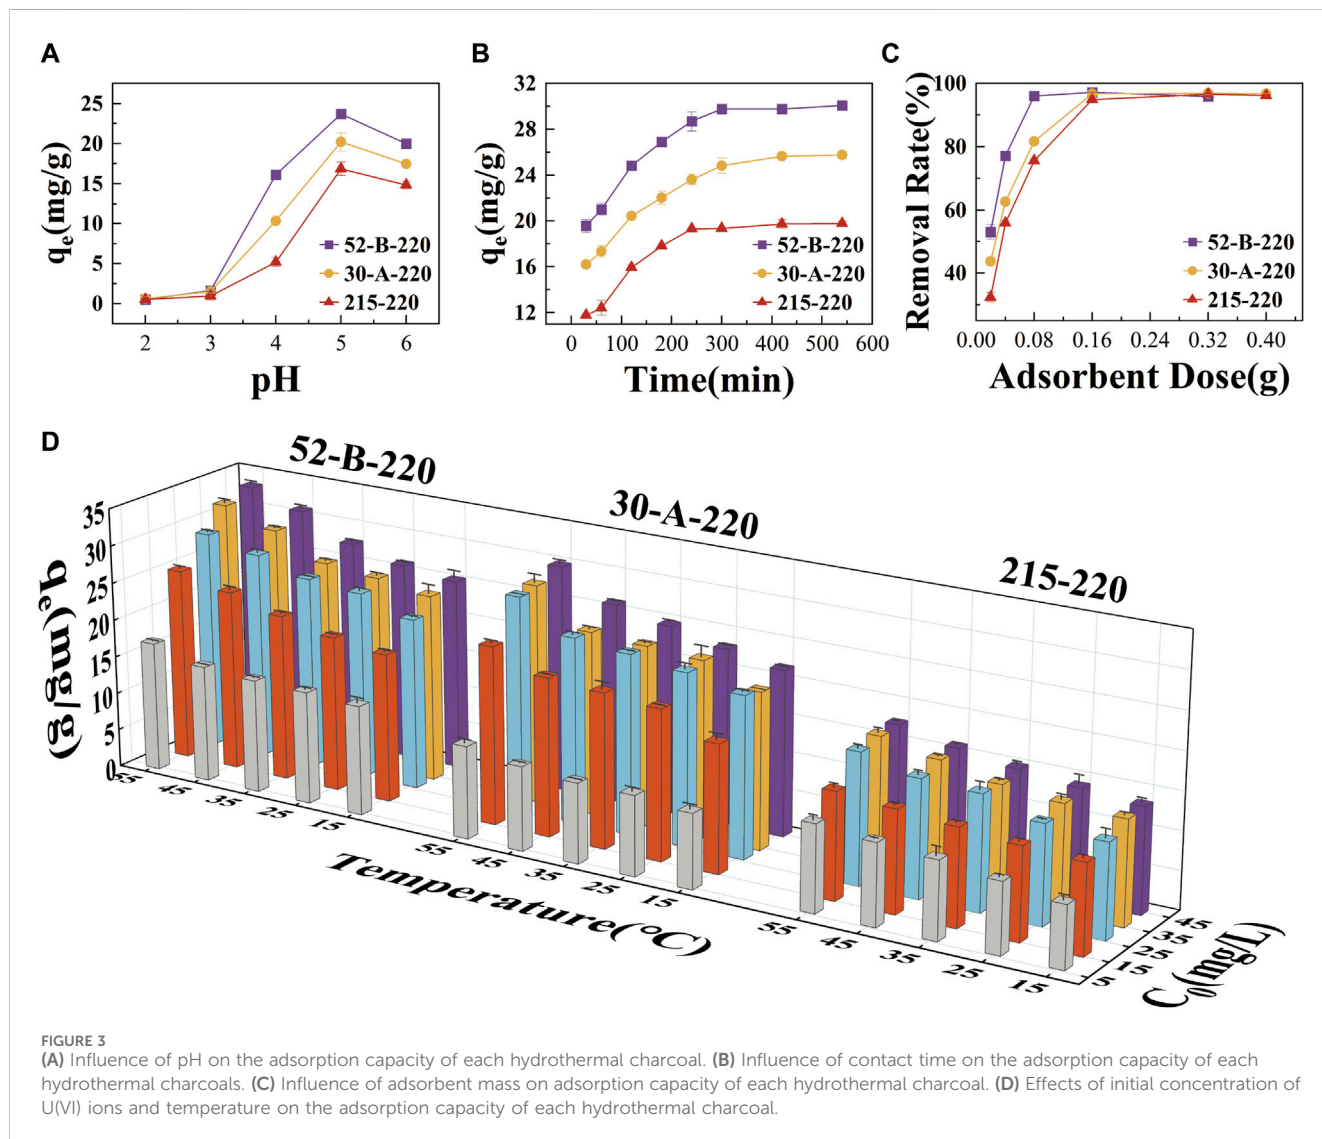 A
25
20
15
10
5
0
qe(mg/g)
52-B-220
30-A-220
215-220
2 3 4 5 6
pH
B
32
28
24
20
16
12
qe(mg/g)
52-B-220
30-A-220
215-220
0 100 200 300 400 500 600
Time(min)
C
100
80
60
40
Removal Rate(%)
52-B-220
30-A-220
215-220
0.00 0.08 0.16 0.24 0.32 0.40
Adsorbent Dose(g)
D
52-B-220
30-A-220
215-220
35
30
25
20
15
10
5
0
qe(mg/g)
55 45 35 25 15
55 45 35 25 15
55 45 35 25 15
Temperature(°C)
45
35
25
15
5
C0(mg/L)
FIGURE 3
(A) Influence of pH on the adsorption capacity of each hydrothermal charcoal. (B) Influence of contact time on the adsorption capacity of each
hydrothermal charcoals. (C) Influence of adsorbent mass on adsorption capacity of each hydrothermal charcoal. (D) Effects of initial concentration of
U(VI) ions and temperature on the adsorption capacity of each hydrothermal charcoal.